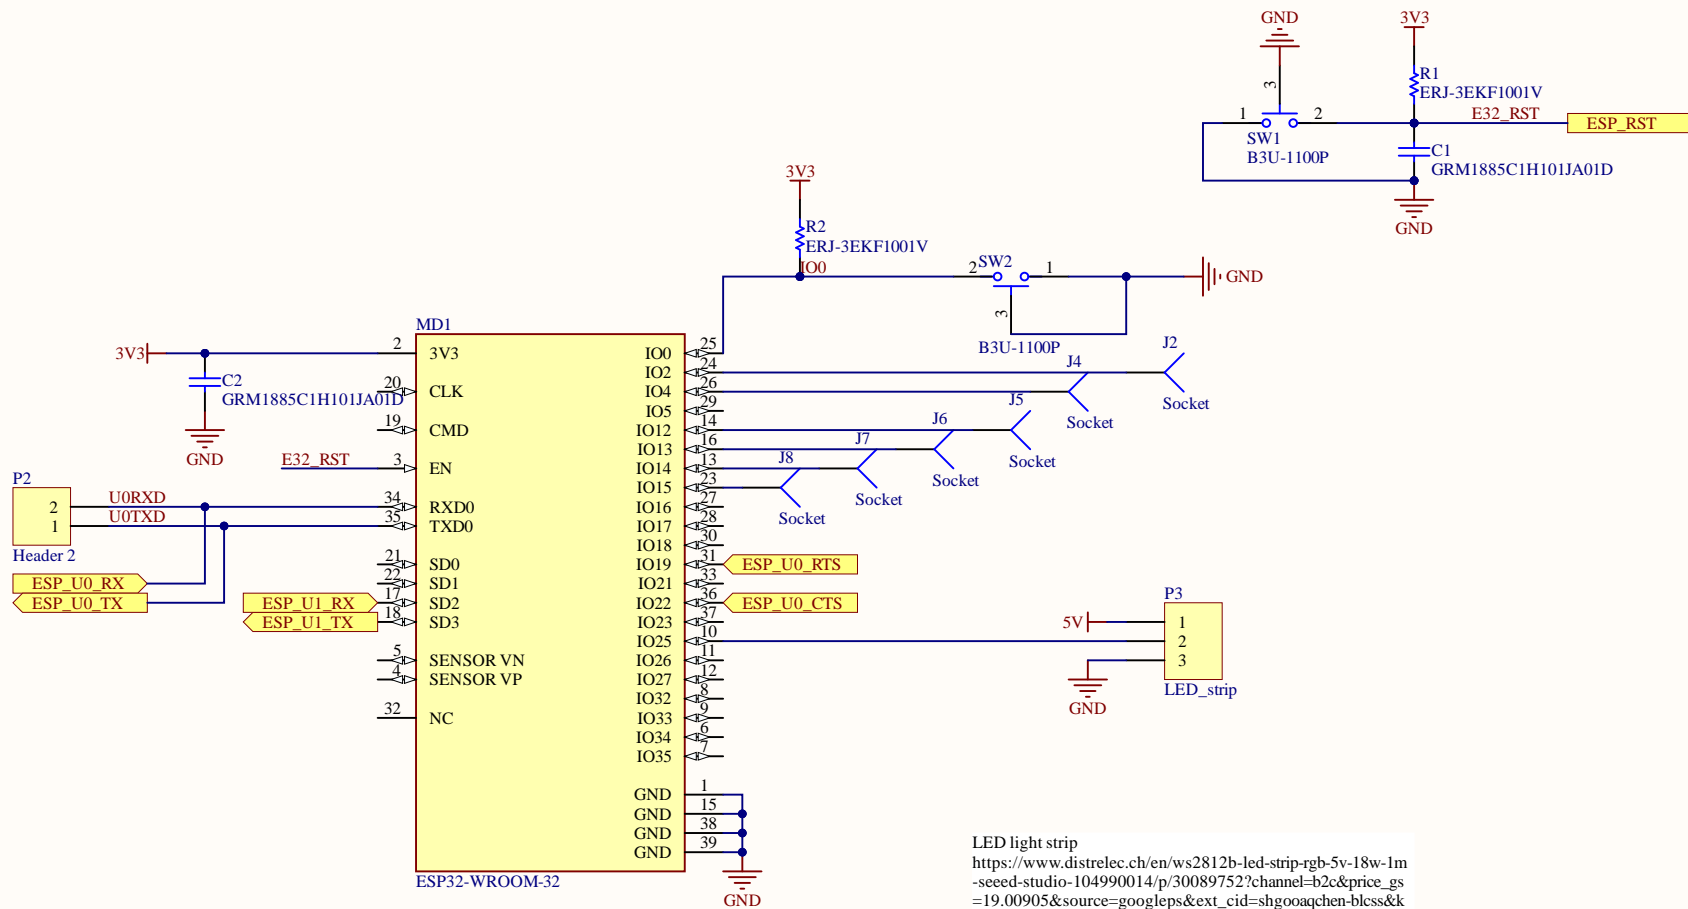 GND
3V3
3
R1
ERJ-3EKF1001V
1
2
E32_RST
ESP_RST
SW1
B3U-1100P
C1
GRM1885C1H101JA01D
GND
3V3
R2
ERJ-3EKF1001V
IO0
2
SW2
1
GND
3
B3U-1100P
MD1
3V3
2
3V3
IO0
25
C2
GRM1885C1H101JA01D
GND
20
CLK
19
CMD
E32_RST
3
EN
P2
2
U0RXD
34
RXD0
1
U0TXD
35
TXD0
Header 2
ESP_U0_RX
ESP_U0_TX
21
SD0
22
SD1
ESP_U1_RX
17
SD2
ESP_U1_TX
18
SD3
5
SENSOR VN
4
SENSOR VP
32
NC
IO2
24
J2
Socket
IO4
26
J4
Socket
IO5
29
IO12
14
J5
Socket
IO13
16
J6
Socket
IO14
13
J7
Socket
IO15
23
J8
Socket
IO16
27
IO17
28
IO18
30
IO19
31
ESP_U0_RTS
IO21
33
IO22
36
ESP_U0_CTS
IO23
37
IO25
10
IO26
11
IO27
12
IO32
8
IO33
9
IO34
6
IO35
7
GND
1
GND
15
GND
38
GND
39
GND
ESP32-WROOM-32
P3
5V
1
2
3
GND
LED_strip
LED light strip
https://www.distrelec.ch/en/ws2812b-led-strip-rgb-5v-18w-1m
-seeed-studio-104990014/p/30089752?channel=b2c&price_gs
=19.00905&source=googleps&ext_cid=shgooaqchen-blcss&k